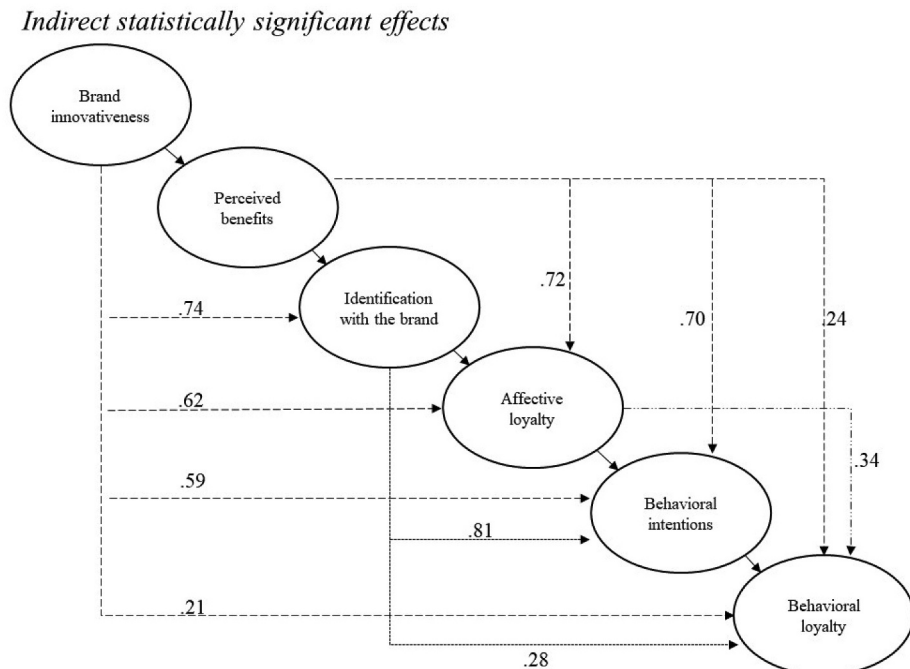 Indirect statistically significant effects
Brand
innovativeness
Perceived
benefits
Identification
with the brand
.72
.74
.70
.24
Affective
loyalty
.62
.34
.59
Behavioral
intentions
.81
.21
Behavioral
loyalty
.28